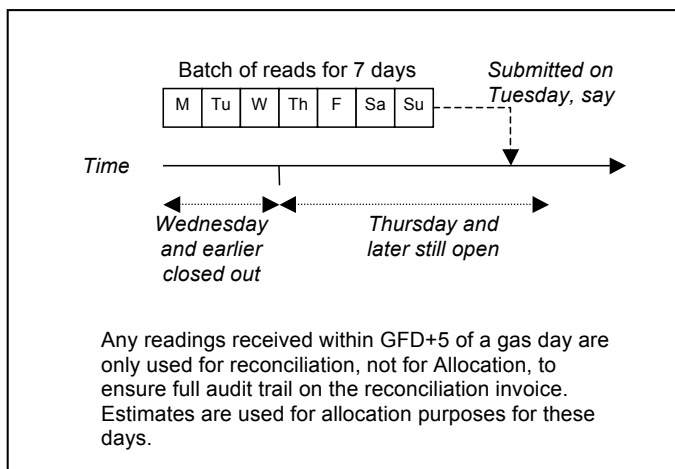 Batch of reads for 7 days
Submitted on
Tuesday, say
M Tu W Th F Sa Su
Time
Wednesday
and earlier
closed out
Thursday and
later still open
Any readings received within GFD+5 of a gas day are
only used for reconciliation, not for Allocation, to
ensure full audit trail on the reconciliation invoice.
Estimates are used for allocation purposes for these
days.